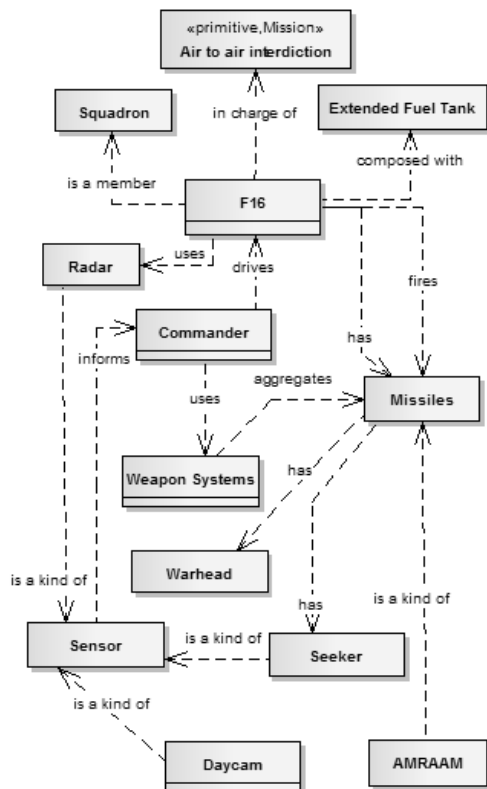 «primitive,Mission»
Air to air interdiction
Squadron
in charge of
Extended Fuel Tank
composed with
is a member
F16
uses
Radar
drives
fires
Commander
informs
has
aggregates
Missiles
uses
Weapon Systems
has
Warhead
is a kind of
is a kind of
has
Sensor
is a kind of
Seeker
is a kind of
Daycam
AMRAAM